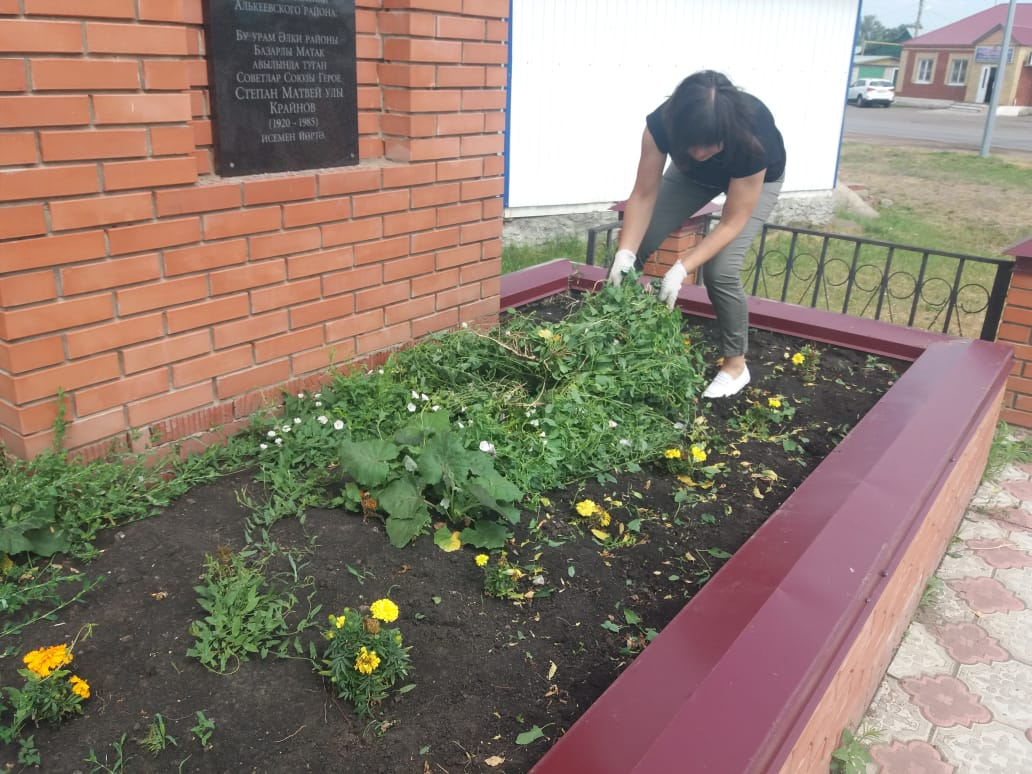 Алькеевского района.
Бу урам Әлки районы
Базарлы Матак
авылында туган
Советлар Союзы Герое,
Степан Матвей улы
Крайнов
(1920 - 1985)
исемен йөртә.